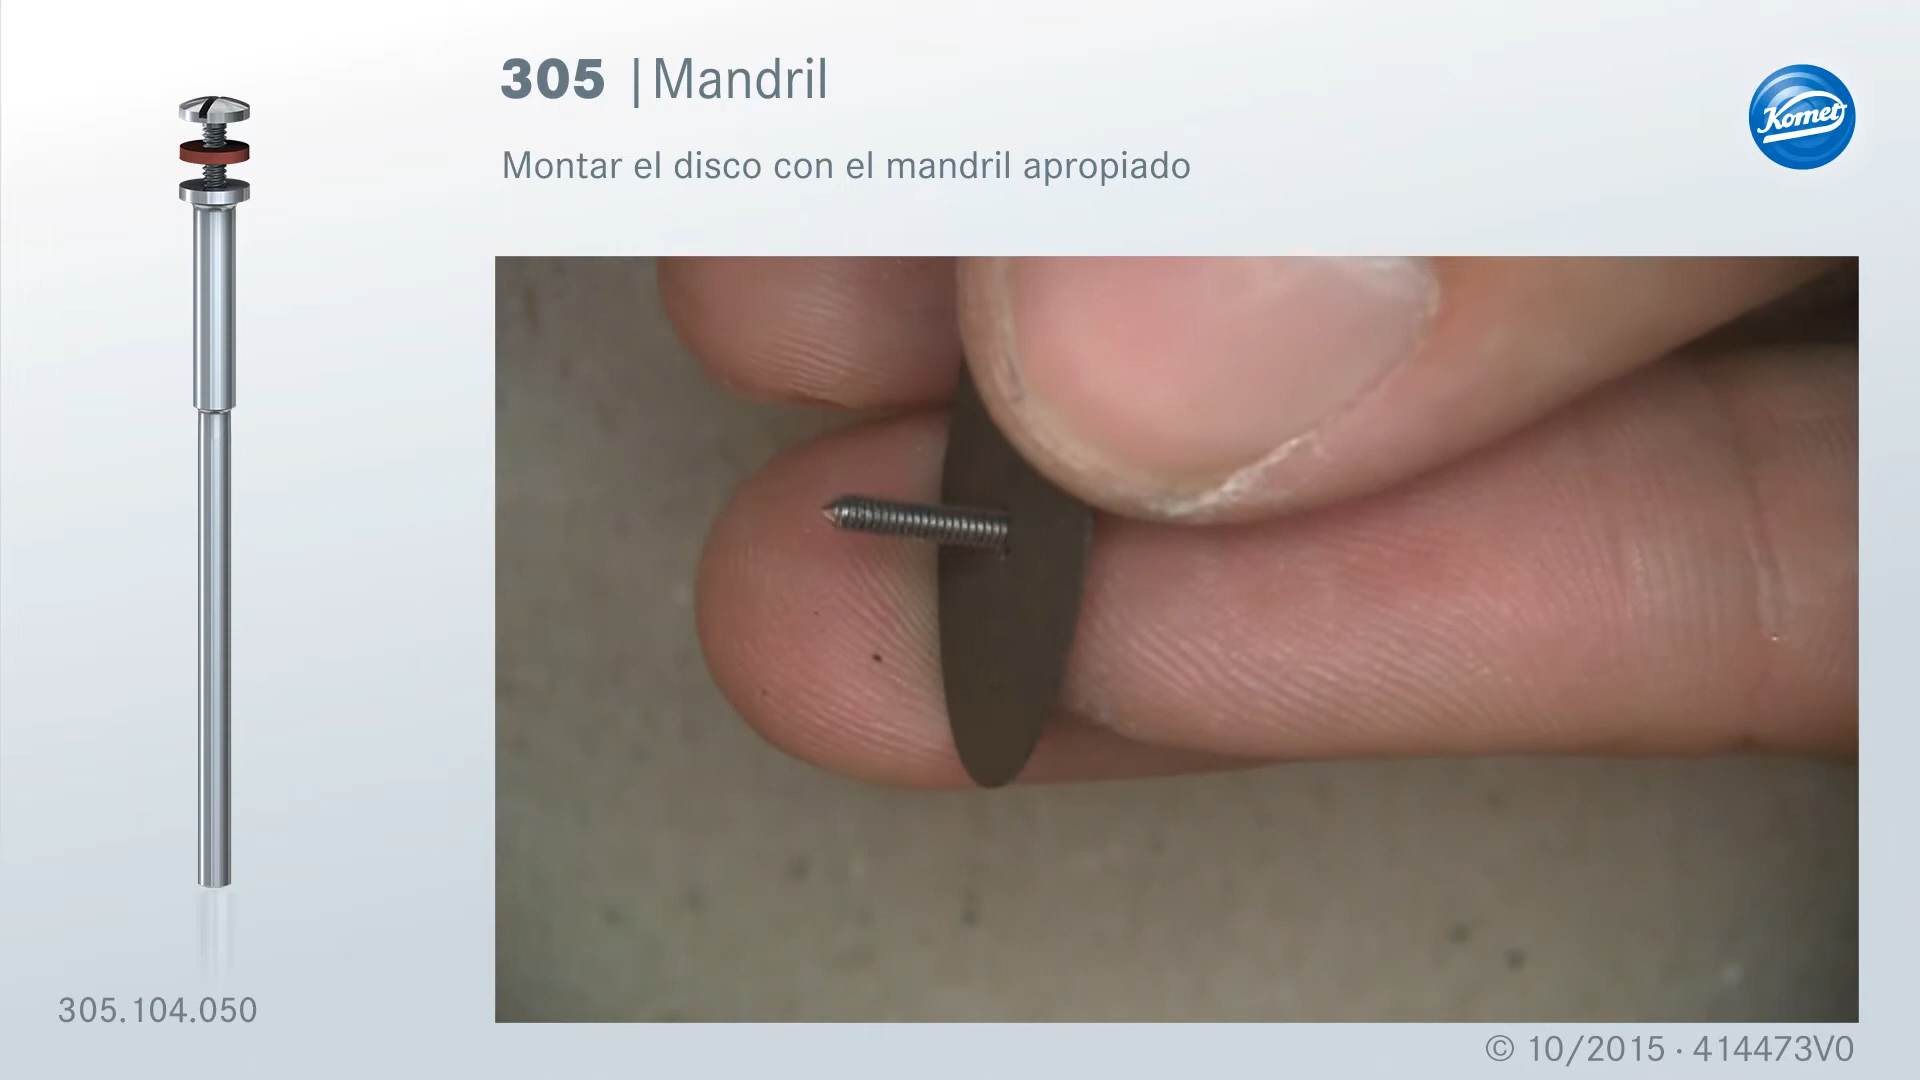 305 | Mandril
Montar el disco con el mandril apropiado
Komet
305.104.050
© 10/2015 · 414473V0